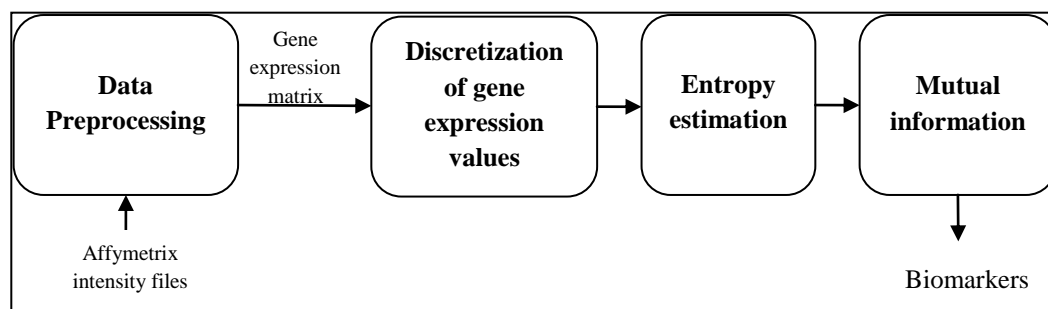 Data
Preprocessing
Gene
expression
matrix
Discretization
of gene
expression
values
Entropy
estimation
Mutual
information
Affymetrix
intensity files
Biomarkers